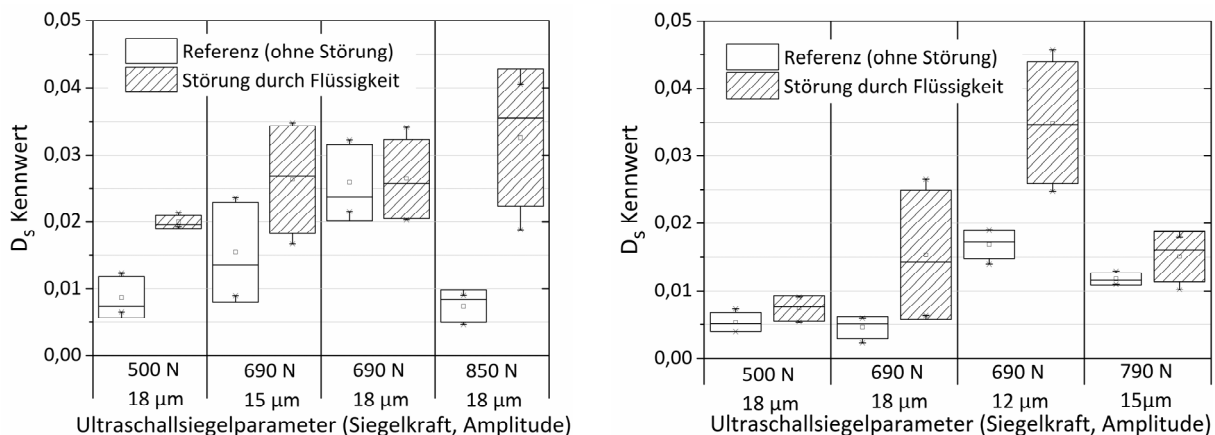 0,05
0,04
0,03
0,02
0,01
0,00
Dₛ Kennwert
Referenz (ohne Störung)
Störung durch Flüssigkeit
500 N
18 µm
690 N
15 µm
690 N
18 µm
850 N
18 µm
Ultraschallsiegelparameter (Siegelkraft, Amplitude)
0,05
0,04
0,03
0,02
0,01
0,00
Dₛ Kennwert
Referenz (ohne Störung)
Störung durch Flüssigkeit
500 N
18 µm
690 N
18 µm
690 N
12 µm
790 N
15µm
Ultraschallsiegelparameter (Siegelkraft, Amplitude)